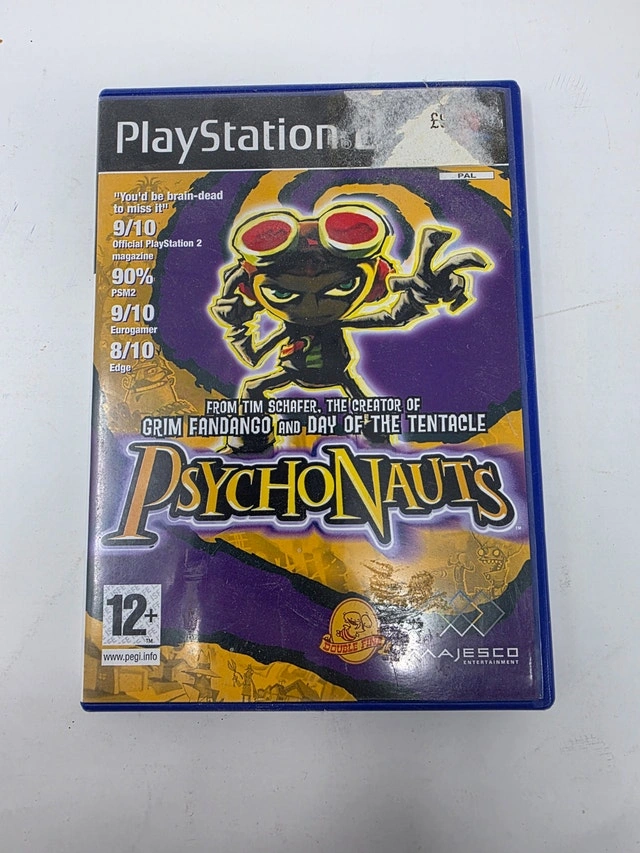 PlayStation
PAL
"You'd be brain-dead
to miss it"
9/10
Official PlayStation 2
magazine
90%
PSM2
9/10
Eurogamer
8/10
Edge
FROM TIM SCHAFER, THE CREATOR OF
GRIM FANDANGO AND DAY OF THE TENTACLE
PSYCHONAUTS
12+
www.pegi.info
DOUBLE FINE
MAJESCO
ENTERTAINMENT